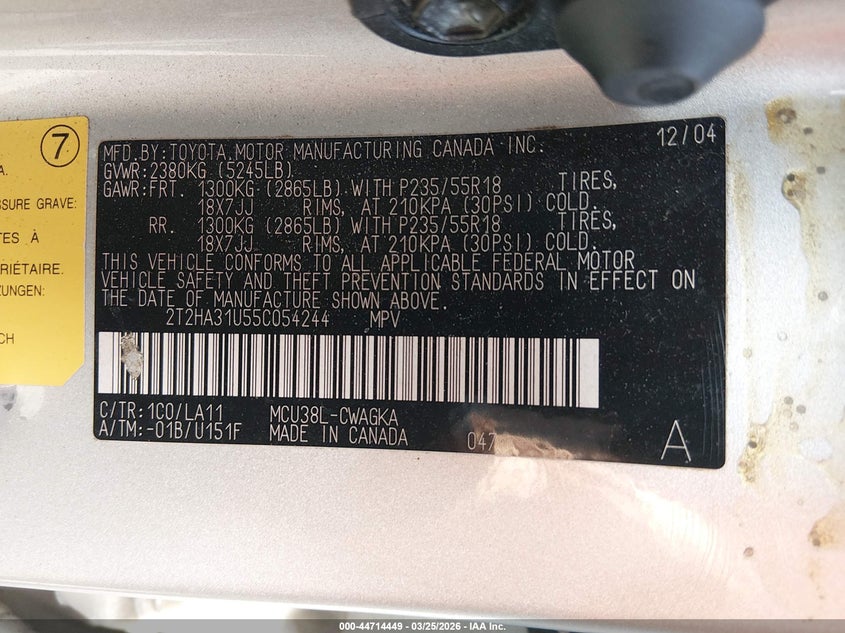 7
A.
SSURE GRAVE:
TES À
RIÉTAIRE.
ZUNGEN:
CH
MFD.BY:TOYOTA MOTOR MANUFACTURING CANADA INC. 12/04
GVWR:2380KG (5245LB)
GAWR:FRT. 1300KG (2865LB) WITH P235/55R18 TIRES,
18X7JJ RIMS, AT 210KPA (30PSI) COLD.
RR. 1300KG (2865LB) WITH P235/55R18 TIRES,
18X7JJ RIMS, AT 210KPA (30PSI) COLD.
THIS VEHICLE CONFORMS TO ALL APPLICABLE FEDERAL MOTOR
VEHICLE SAFETY AND THEFT PREVENTION STANDARDS IN EFFECT ON
THE DATE OF MANUFACTURE SHOWN ABOVE.
2T2HA31U55C054244 MPV
C/TR:1C0/LA11 MCU38L-CWAGKA
A/TM:-01B/U151F MADE IN CANADA A
000-44714449 — 03/25/2026 — IAA Inc.